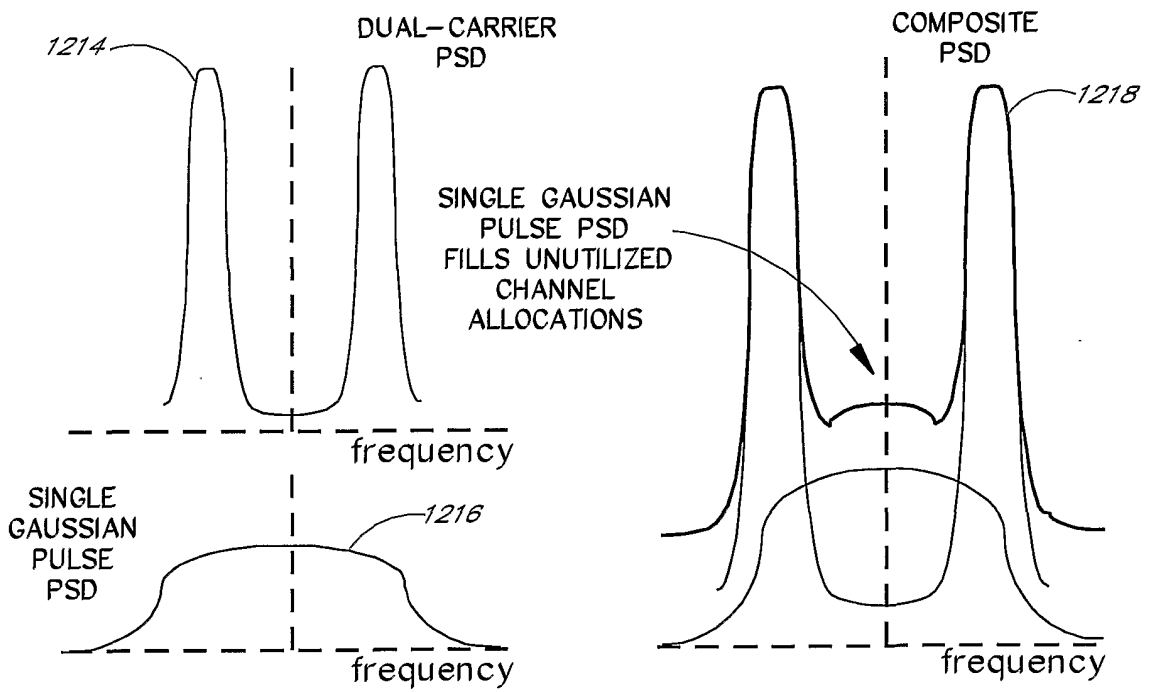 1214
DUAL-CARRIER
PSD
frequency
SINGLE
GAUSSIAN
PULSE
PSD
1216
frequency
COMPOSITE
PSD
1218
SINGLE GAUSSIAN
PULSE PSD
FILLS UNUTILIZED
CHANNEL
ALLOCATIONS
frequency